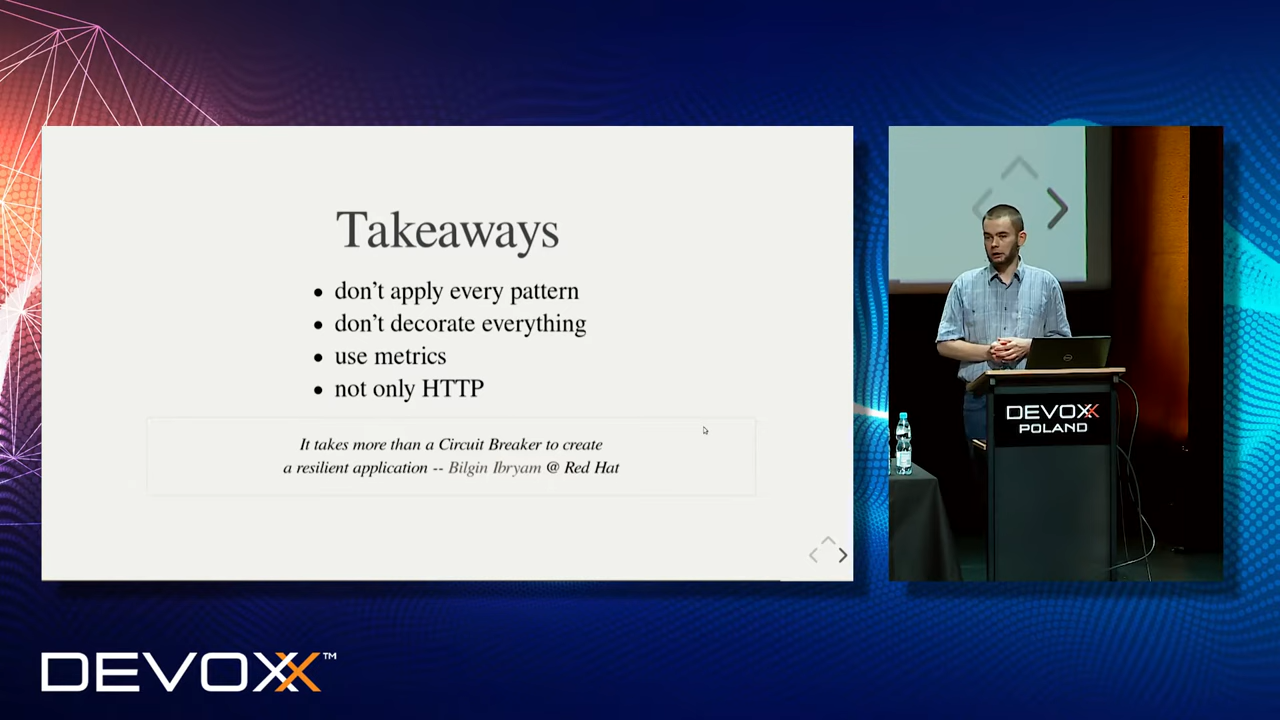 Takeaways
• don't apply every pattern
• don't decorate everything
• use metrics
• not only HTTP
It takes more than a Circuit Breaker to create
a resilient application -- Bilgin Ibryam @ Red Hat
DEVOXX
POLAND
DEVOXX™